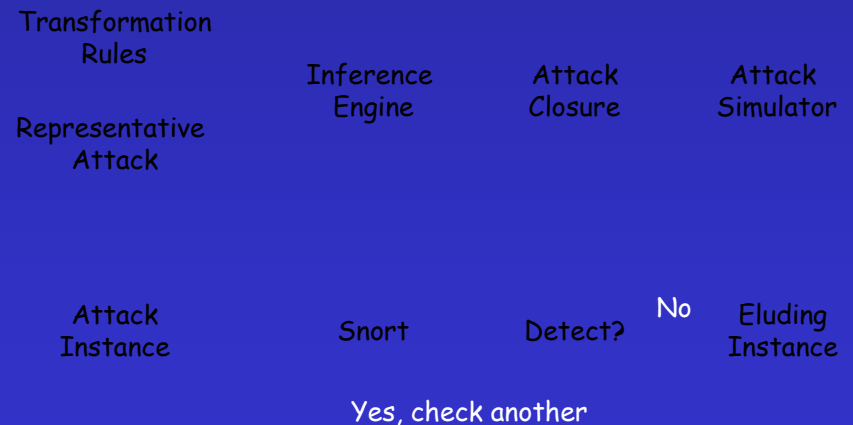 Transformation
Rules
Representative
Attack
Inference
Engine
Attack
Closure
Attack
Simulator
Attack
Instance
Snort
Detect?
No
Eluding
Instance
Yes, check another